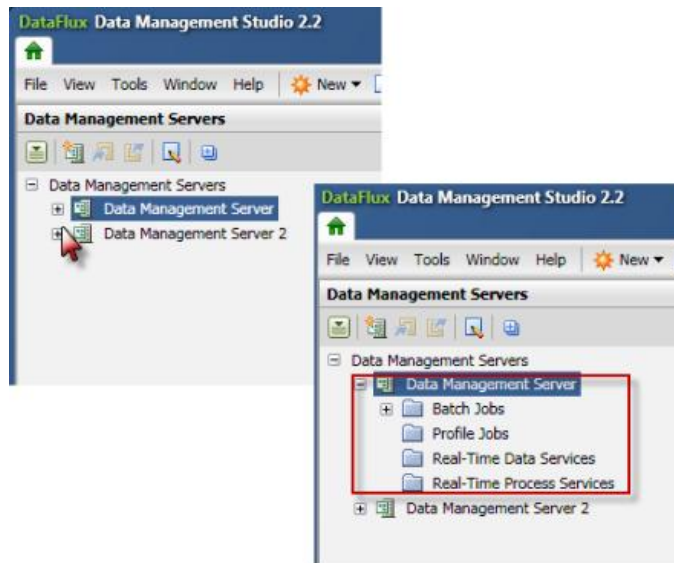 DataFlux Data Management Studio 2.2
File View Tools Window Help New
Data Management Servers
Data Management Servers
Data Management Server
Data Management Server 2
DataFlux Data Management Studio 2.2
File View Tools Window Help New
Data Management Servers
Data Management Servers
Data Management Server
Batch Jobs
Profile Jobs
Real-Time Data Services
Real-Time Process Services
Data Management Server 2